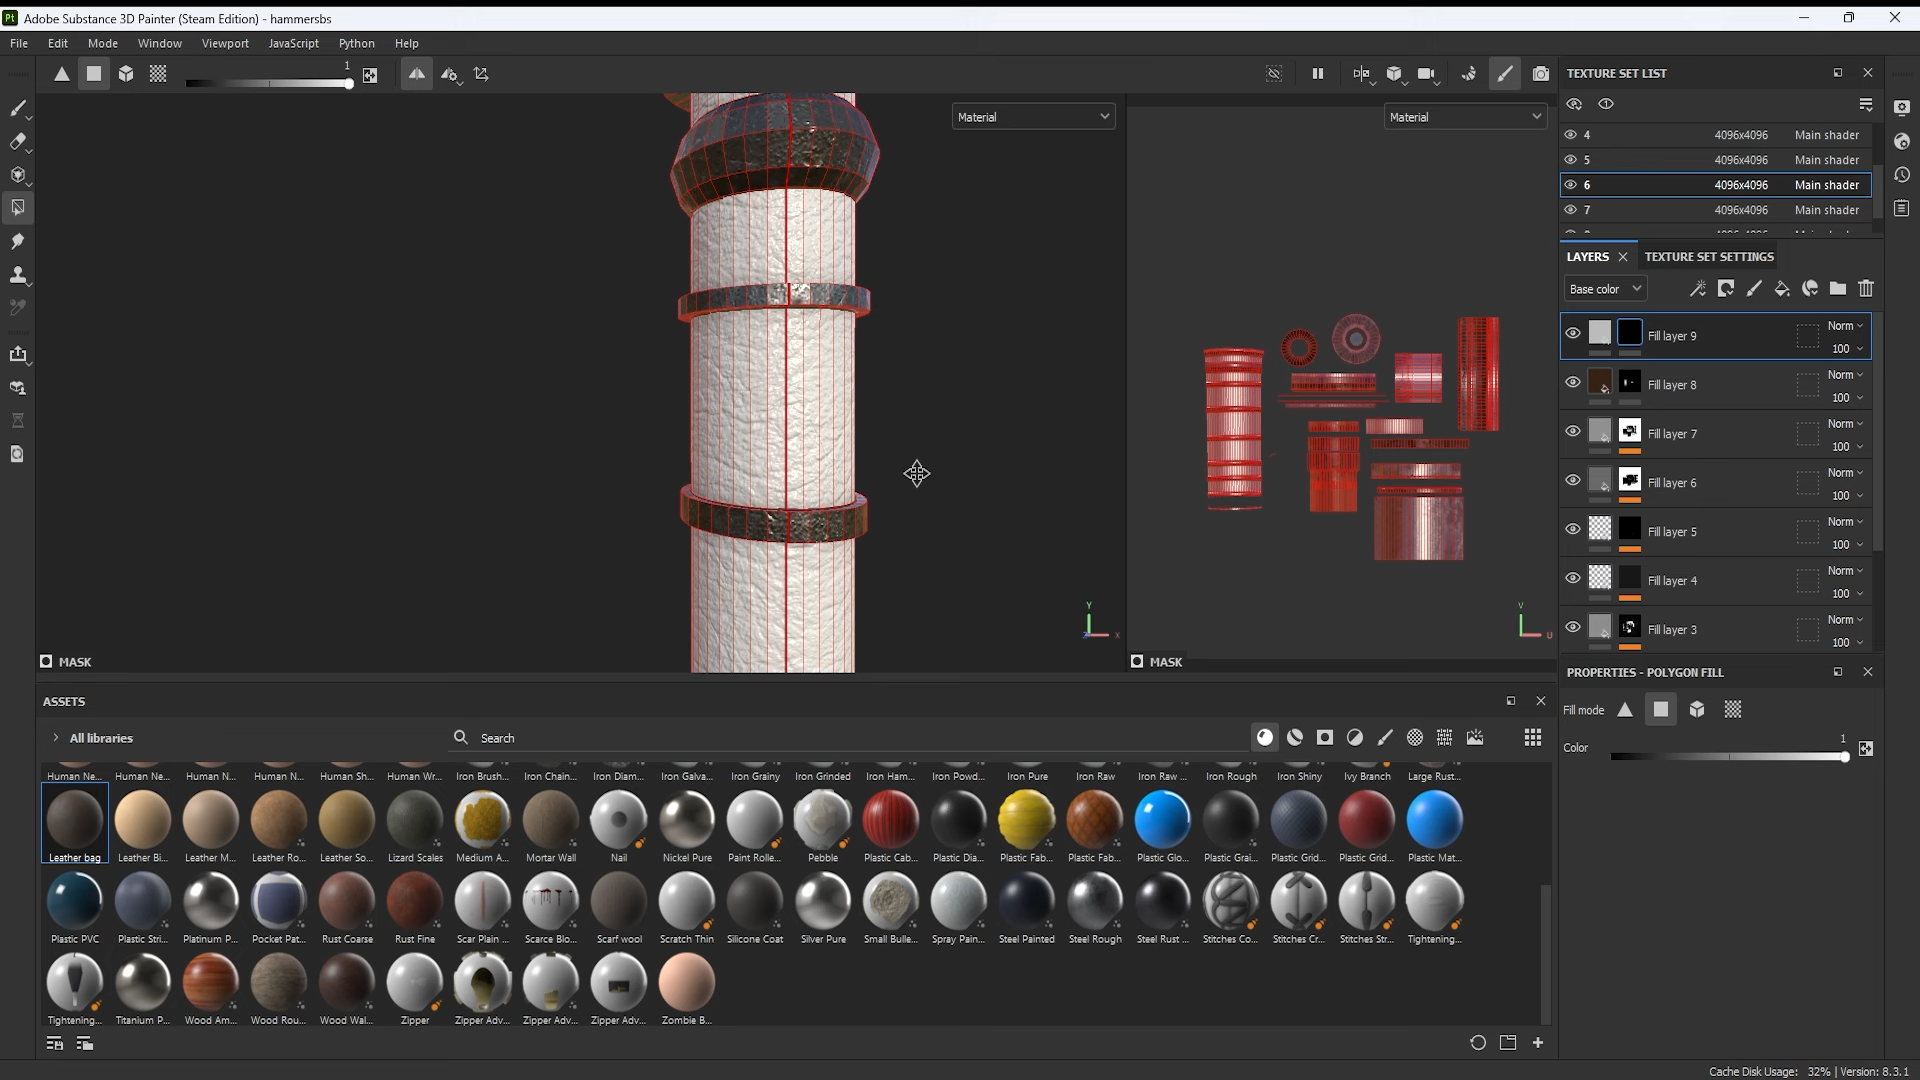 Pt Adobe Substance 3D Painter (Steam Edition) - hammersbs
File Edit Mode Window Viewport JavaScript Python Help
1
Material
Material
MASK
MASK
Y
X
V
U
TEXTURE SET LIST
4 4096x4096 Main shader
5 4096x4096 Main shader
6 4096x4096 Main shader
7 4096x4096 Main shader
LAYERS TEXTURE SET SETTINGS
Base color
Fill layer 9 Norm 100
Fill layer 8 Norm 100
Fill layer 7 Norm 100
Fill layer 6 Norm 100
Fill layer 5 Norm 100
Fill layer 4 Norm 100
Fill layer 3 Norm 100
PROPERTIES - POLYGON FILL
Fill mode
Color 1
ASSETS
All libraries Search
Human Ne... Human Ne... Human N... Human N... Human Sh... Human Wr... Iron Brush... Iron Chain... Iron Diam... Iron Galva... Iron Grainy Iron Grinded Iron Ham... Iron Powd... Iron Pure Iron Raw Iron Raw ... Iron Rough Iron Shiny Ivy Branch Large Rust...
Leather bag Leather Bi... Leather M... Leather Ro... Leather So... Lizard Scales Medium A... Mortar Wall Nail Nickel Pure Paint Rolle... Pebble Plastic Cab... Plastic Dia... Plastic Fab... Plastic Fab... Plastic Glo... Plastic Grai... Plastic Grid... Plastic Grid... Plastic Mat...
Plastic PVC Plastic Stri... Platinum P... Pocket Pat... Rust Coarse Rust Fine Scar Plain ... Scarce Blo... Scarf wool Scratch Thin Silicone Coat Silver Pure Small Bulle... Spray Pain... Steel Painted Steel Rough Steel Rust ... Stitches Co... Stitches Cr... Stitches Str... Tightening...
Tightening... Titanium P... Wood Am... Wood Rou... Wood Wal... Zipper Zipper Adv... Zipper Adv... Zipper Adv... Zombie B...
Cache Disk Usage: 32% | Version: 8.3.1